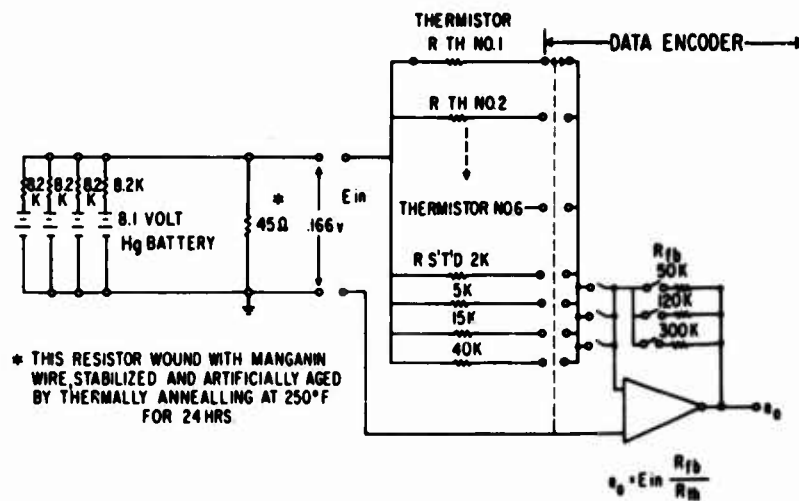 THERMISTOR
R TH NO.1
DATA ENCODER
R TH NO.2
8.2K
8.2K
8.2K
8.2K
*
E in
8.1 VOLT
Hg BATTERY
45Ω
.166v
THERMISTOR NO.6
R S'T'D 2K
5K
15K
40K
Rfb
50K
120K
300K
* THIS RESISTOR WOUND WITH MANGANIN
WIRE, STABILIZED AND ARTIFICIALLY AGED
BY THERMALLY ANNEALLING AT 250°F
FOR 24 HRS
e₀
e₀ = E in Rfb / Rth